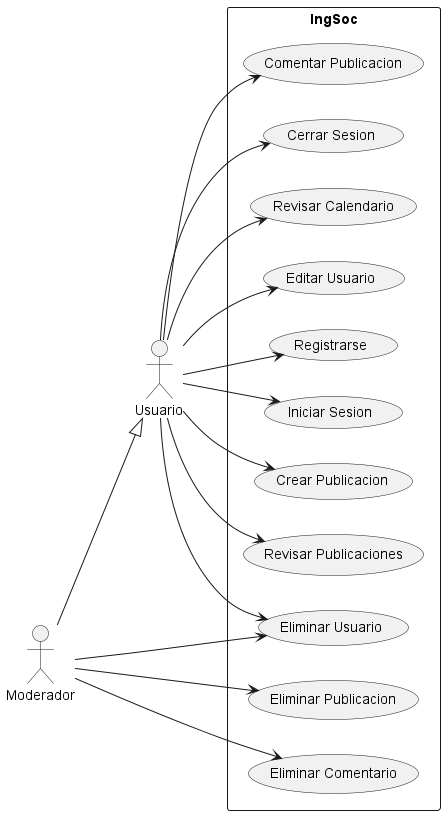 IngSoc
Comentar Publicacion
Cerrar Sesion
Revisar Calendario
Editar Usuario
Registrarse
Usuario
Iniciar Sesion
Crear Publicacion
Revisar Publicaciones
Eliminar Usuario
Moderador
Eliminar Publicacion
Eliminar Comentario